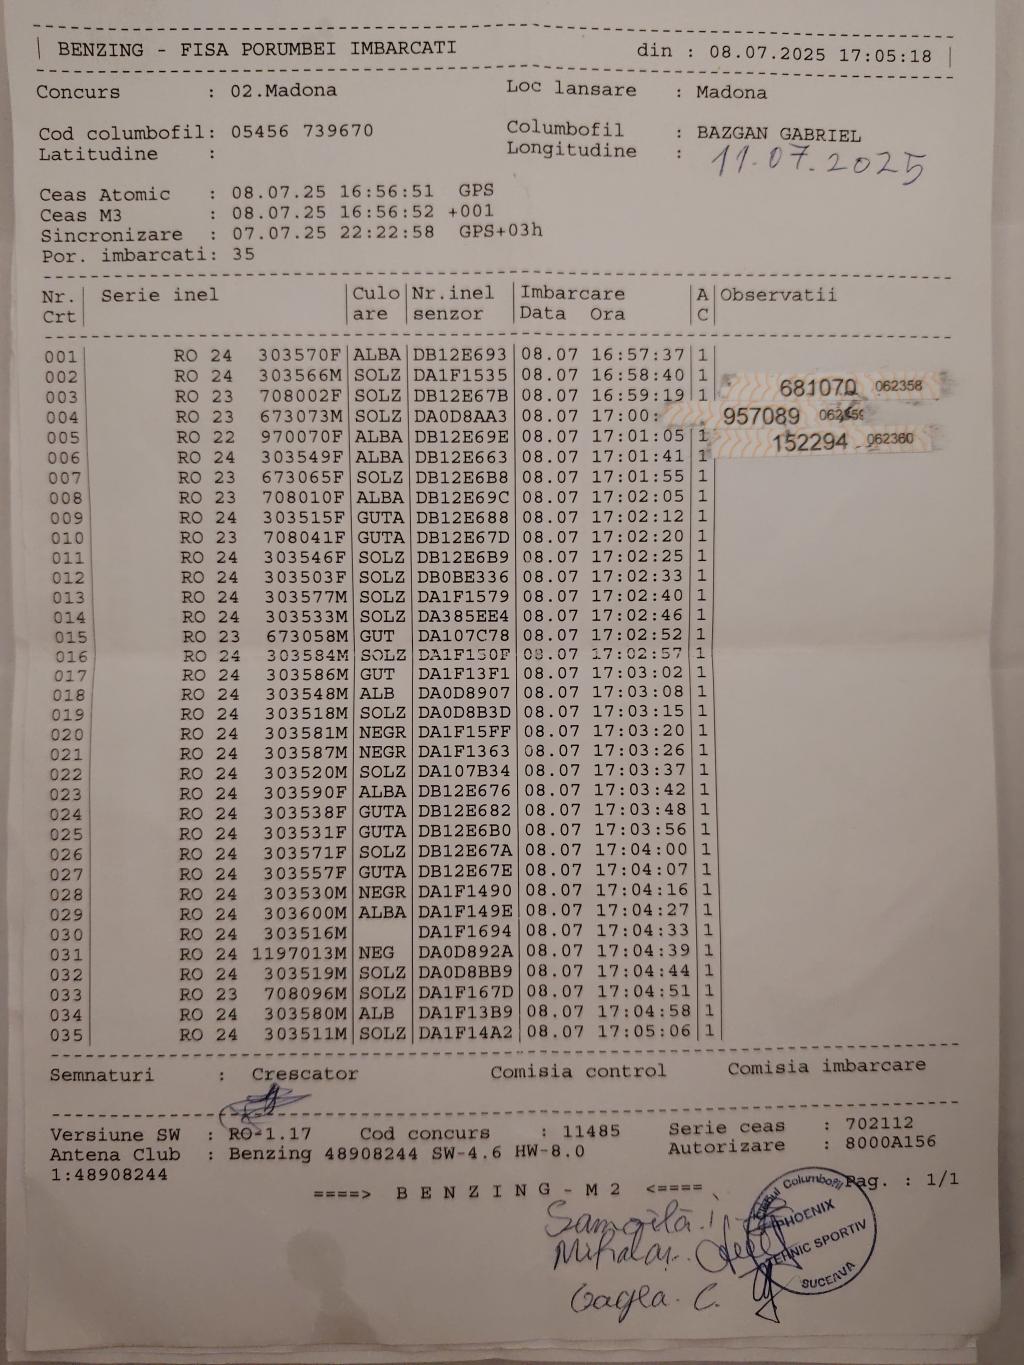 BENZING - FISA PORUMBEI IMBARCATI din : 08.07.2025 17:05:18
Concurs : 02.Madona Loc lansare : Madona
Cod columbofil: 05456 739670 Columbofil : BAZGAN GABRIEL
Latitudine : Longitudine : 11.07.2025
Ceas Atomic : 08.07.25 16:56:51 GPS
Ceas M3 : 08.07.25 16:56:52 +001
Sincronizare : 07.07.25 22:22:58 GPS+03h
Por. imbarcati: 35
Nr. Serie inel Culo Nr.inel Imbarcare A Observatii
Crt are senzor Data Ora C
001 RO 24 303570F ALBA DB12E693 08.07 16:57:37 1
002 RO 24 303566M SOLZ DA1F1535 08.07 16:58:40 1 681070 062358
003 RO 23 708002F SOLZ DB12E67B 08.07 16:59:19 1
004 RO 23 673073M SOLZ DA0D8AA3 08.07 17:00: 957089
005 RO 22 970070F ALBA DB12E69E 08.07 17:01:05 1 152294 062360
006 RO 24 303549F ALBA DB12E663 08.07 17:01:41 1
007 RO 23 673065F SOLZ DB12E6B8 08.07 17:01:55 1
008 RO 23 708010F ALBA DB12E69C 08.07 17:02:05 1
009 RO 24 303515F GUTA DB12E688 08.07 17:02:12 1
010 RO 23 708041F GUTA DB12E67D 08.07 17:02:20 1
011 RO 24 303546F SOLZ DB12E6B9 08.07 17:02:25 1
012 RO 24 303503F SOLZ DB0BE336 08.07 17:02:33 1
013 RO 24 303577M SOLZ DA1F1579 08.07 17:02:40 1
014 RO 24 303533M SOLZ DA385EE4 08.07 17:02:46 1
015 RO 23 673058M GUT DA107C78 08.07 17:02:52 1
016 RO 24 303584M SOLZ DA1F150F 08.07 17:02:57 1
017 RO 24 303586M GUT DA1F13F1 08.07 17:03:02 1
018 RO 24 303548M ALB DA0D8907 08.07 17:03:08 1
019 RO 24 303518M SOLZ DA0D8B3D 08.07 17:03:15 1
020 RO 24 303581M NEGR DA1F15FF 08.07 17:03:20 1
021 RO 24 303587M NEGR DA1F1363 08.07 17:03:26 1
022 RO 24 303520M SOLZ DA107B34 08.07 17:03:37 1
023 RO 24 303590F ALBA DB12E676 08.07 17:03:42 1
024 RO 24 303538F GUTA DB12E682 08.07 17:03:48 1
025 RO 24 303531F GUTA DB12E6B0 08.07 17:03:56 1
026 RO 24 303571F SOLZ DB12E67A 08.07 17:04:00 1
027 RO 24 303557F GUTA DB12E67E 08.07 17:04:07 1
028 RO 24 303530M NEGR DA1F1490 08.07 17:04:16 1
029 RO 24 303600M ALBA DA1F149E 08.07 17:04:27 1
030 RO 24 303516M DA1F1694 08.07 17:04:33 1
031 RO 24 1197013M NEG DA0D892A 08.07 17:04:39 1
032 RO 24 303519M SOLZ DA0D8BB9 08.07 17:04:44 1
033 RO 23 708096M SOLZ DA1F167D 08.07 17:04:51 1
034 RO 24 303580M ALB DA1F13B9 08.07 17:04:58 1
035 RO 24 303511M SOLZ DA1F14A2 08.07 17:05:06 1
Semnaturi : Crescator Comisia control Comisia imbarcare
Versiune SW : RO-1.17 Cod concurs : 11485 Serie ceas : 702112
Antena Club : Benzing 48908244 SW-4.6 HW-8.0 Autorizare : 8000A156
1:48908244 Pag. : 1/1
====> B E N Z I N G - M 2 <====
Samoilă
Columbofil
PHOENIX
TEHNIC SPORTIV
SUCEAVA
Gagea C.